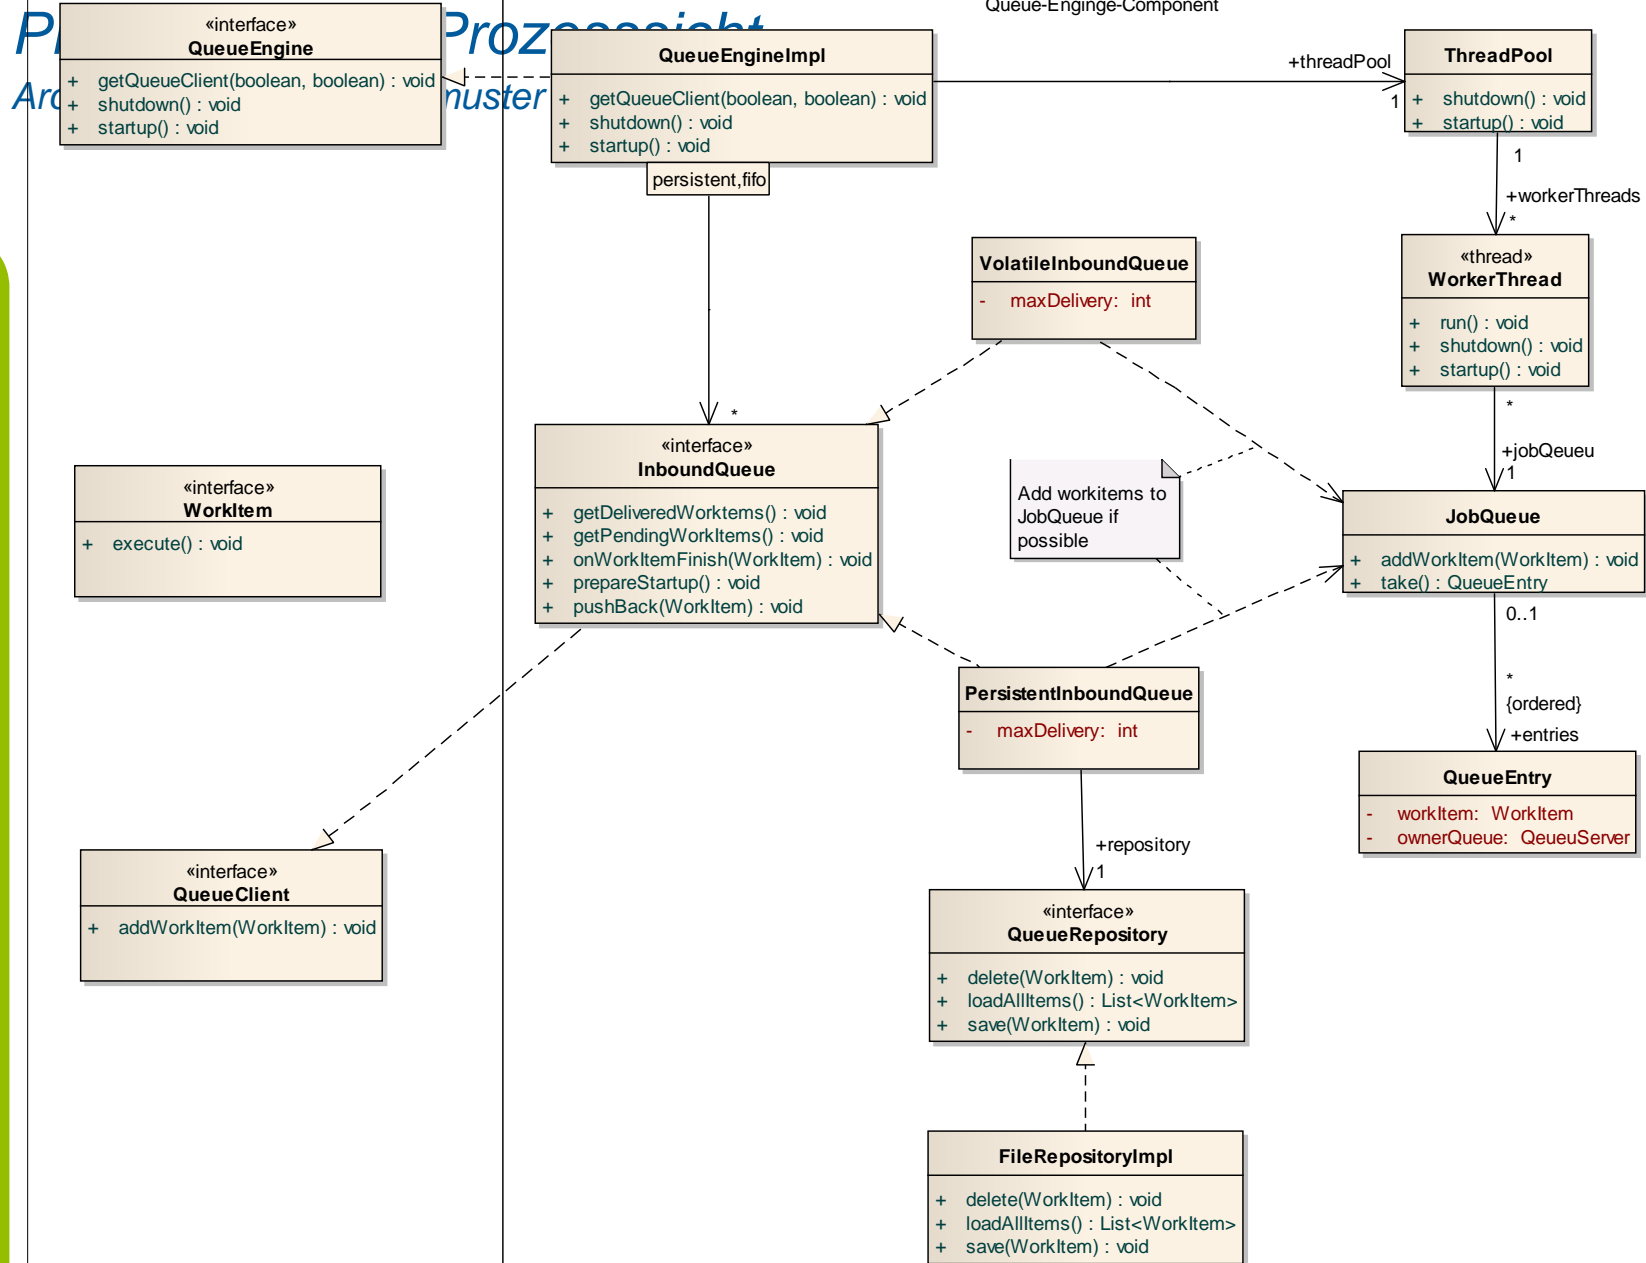 Queue-Enginge-Component
Prozesssicht
muster
«interface»
QueueEngine
+ getQueueClient(boolean, boolean) : void
+ shutdown() : void
+ startup() : void
QueueEngineImpl
+ getQueueClient(boolean, boolean) : void
+ shutdown() : void
+ startup() : void
persistent,fifo
+threadPool
1
ThreadPool
+ shutdown() : void
+ startup() : void
1
+workerThreads
*
VolatileInboundQueue
- maxDelivery: int
«thread»
WorkerThread
+ run() : void
+ shutdown() : void
+ startup() : void
*
+jobQeueu
1
*
«interface»
InboundQueue
+ getDeliveredWorktems() : void
+ getPendingWorkItems() : void
+ onWorkItemFinish(WorkItem) : void
+ prepareStartup() : void
+ pushBack(WorkItem) : void
«interface»
WorkItem
+ execute() : void
Add workitems to
JobQueue if
possible
JobQueue
+ addWorkItem(WorkItem) : void
+ take() : QueueEntry
0..1
*
{ordered}
+entries
PersistentInboundQueue
- maxDelivery: int
QueueEntry
- workItem: WorkItem
- ownerQueue: QeueuServer
+repository
1
«interface»
QueueClient
+ addWorkItem(WorkItem) : void
«interface»
QueueRepository
+ delete(WorkItem) : void
+ loadAllItems() : List<WorkItem>
+ save(WorkItem) : void
FileRepositoryImpl
+ delete(WorkItem) : void
+ loadAllItems() : List<WorkItem>
+ save(WorkItem) : void